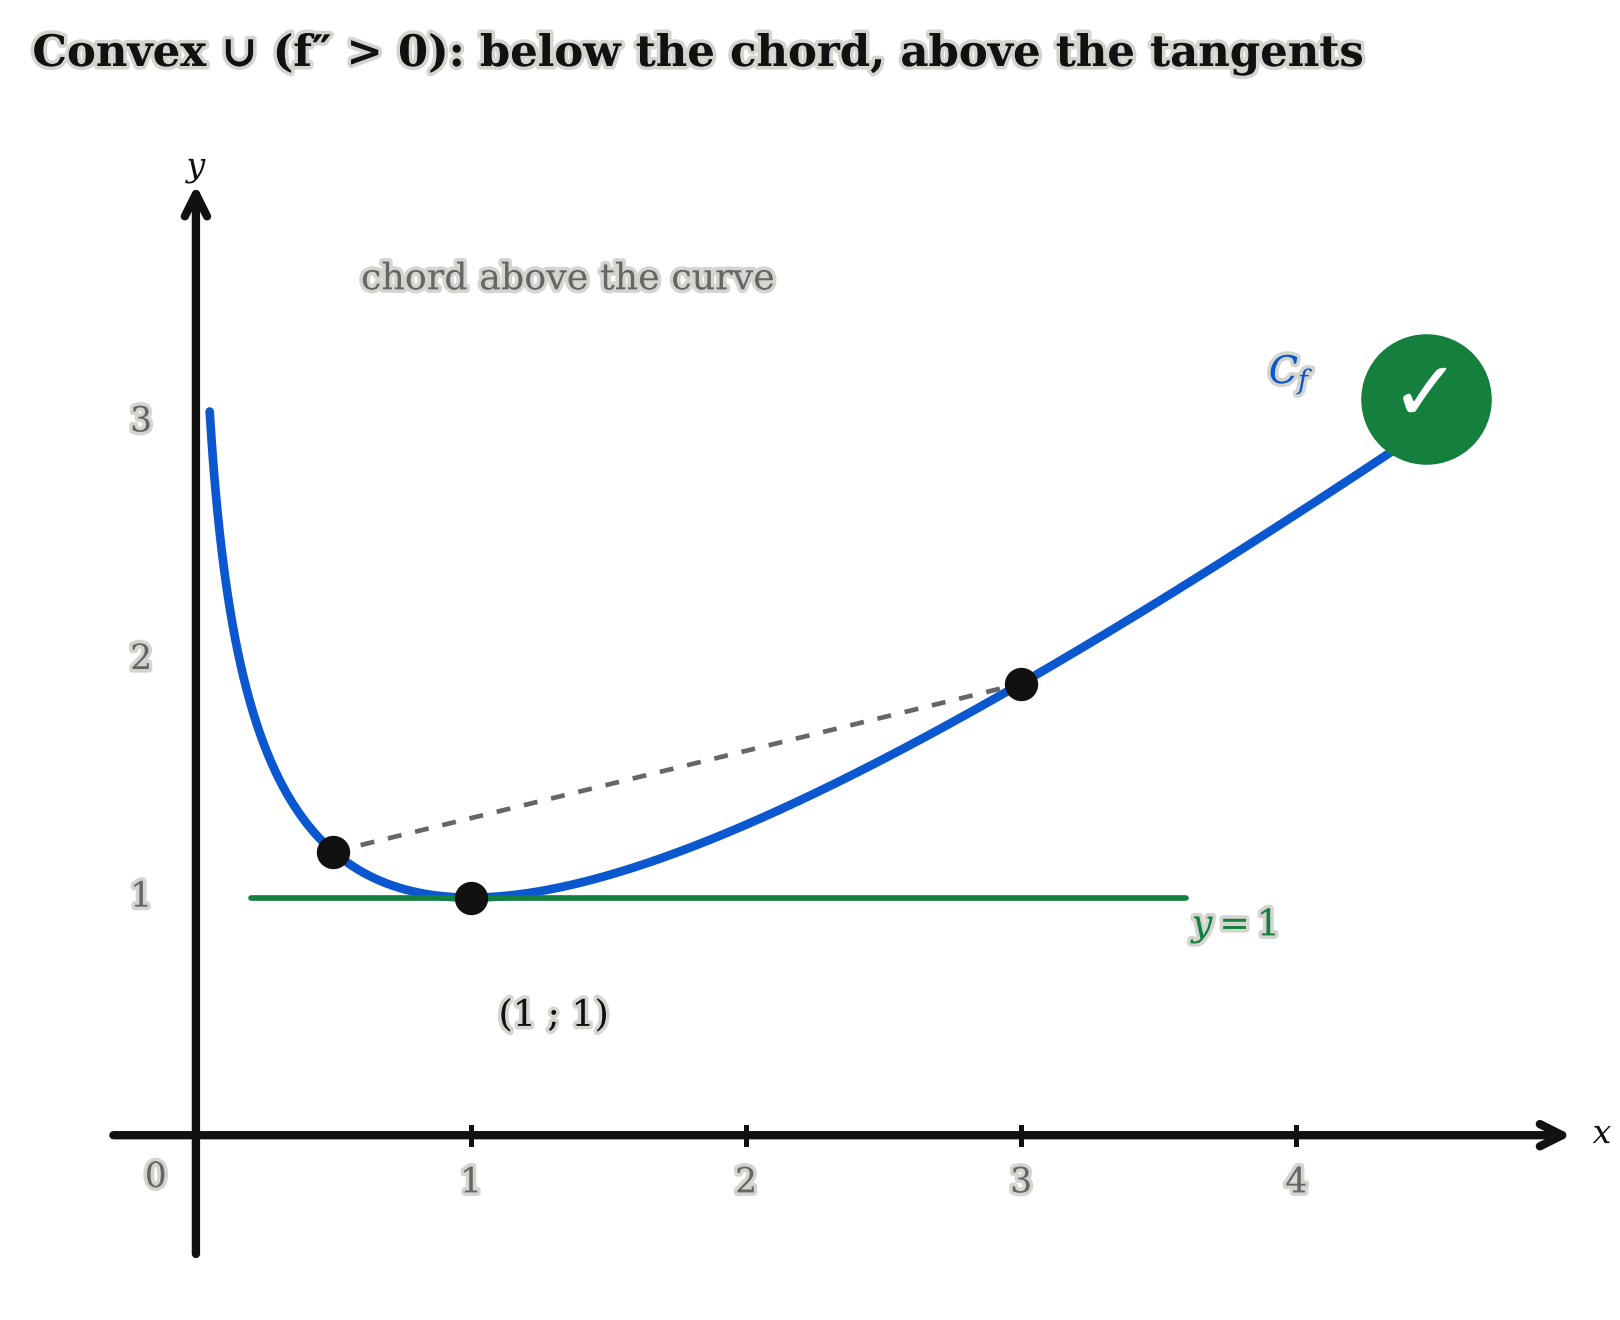 Convex ∪ (f″ > 0): below the chord, above the tangents
y
chord above the curve
C_f
✓
3
2
1
y = 1
(1 ; 1)
x
0
1
2
3
4